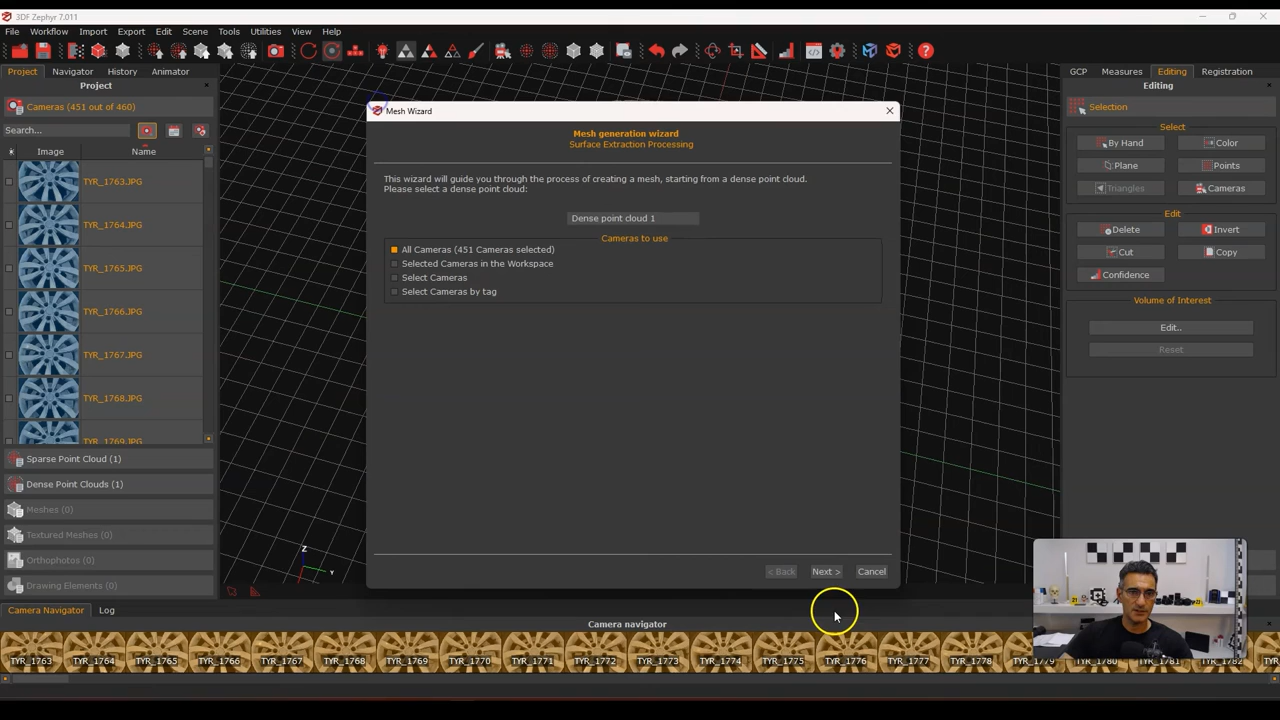 3DF Zephyr 7.011
File Workflow Import Export Edit Scene Tools Utilities View Help
Project Navigator History Animator
Project
Cameras (451 out of 460)
Search...
Image Name
TYR_1763.JPG
TYR_1764.JPG
TYR_1765.JPG
TYR_1766.JPG
TYR_1767.JPG
TYR_1768.JPG
TYR_1769.JPG
Sparse Point Cloud (1)
Dense Point Clouds (1)
Meshes (0)
Textured Meshes (0)
Orthophotos (0)
Drawing Elements (0)
Mesh Wizard
Mesh generation wizard
Surface Extraction Processing
This wizard will guide you through the process of creating a mesh, starting from a dense point cloud.
Please select a dense point cloud:
Dense point cloud 1
Cameras to use
All Cameras (451 Cameras selected)
Selected Cameras in the Workspace
Select Cameras
Select Cameras by tag
< Back Next > Cancel
Z
Y
GCP Measures Editing Registration
Editing
Selection
Select
By Hand Color
Plane Points
Triangles Cameras
Edit
Delete Invert
Cut Copy
Confidence
Volume of Interest
Edit..
Reset
Camera Navigator Log
Camera navigator
TYR_1763 TYR_1764 TYR_1765 TYR_1766 TYR_1767 TYR_1768 TYR_1769 TYR_1770 TYR_1771 TYR_1772 TYR_1773 TYR_1774 TYR_1775 TYR_1776 TYR_1777 TYR_1778 TYR_1779 TYR_1780 TYR_1781 TYR_1782